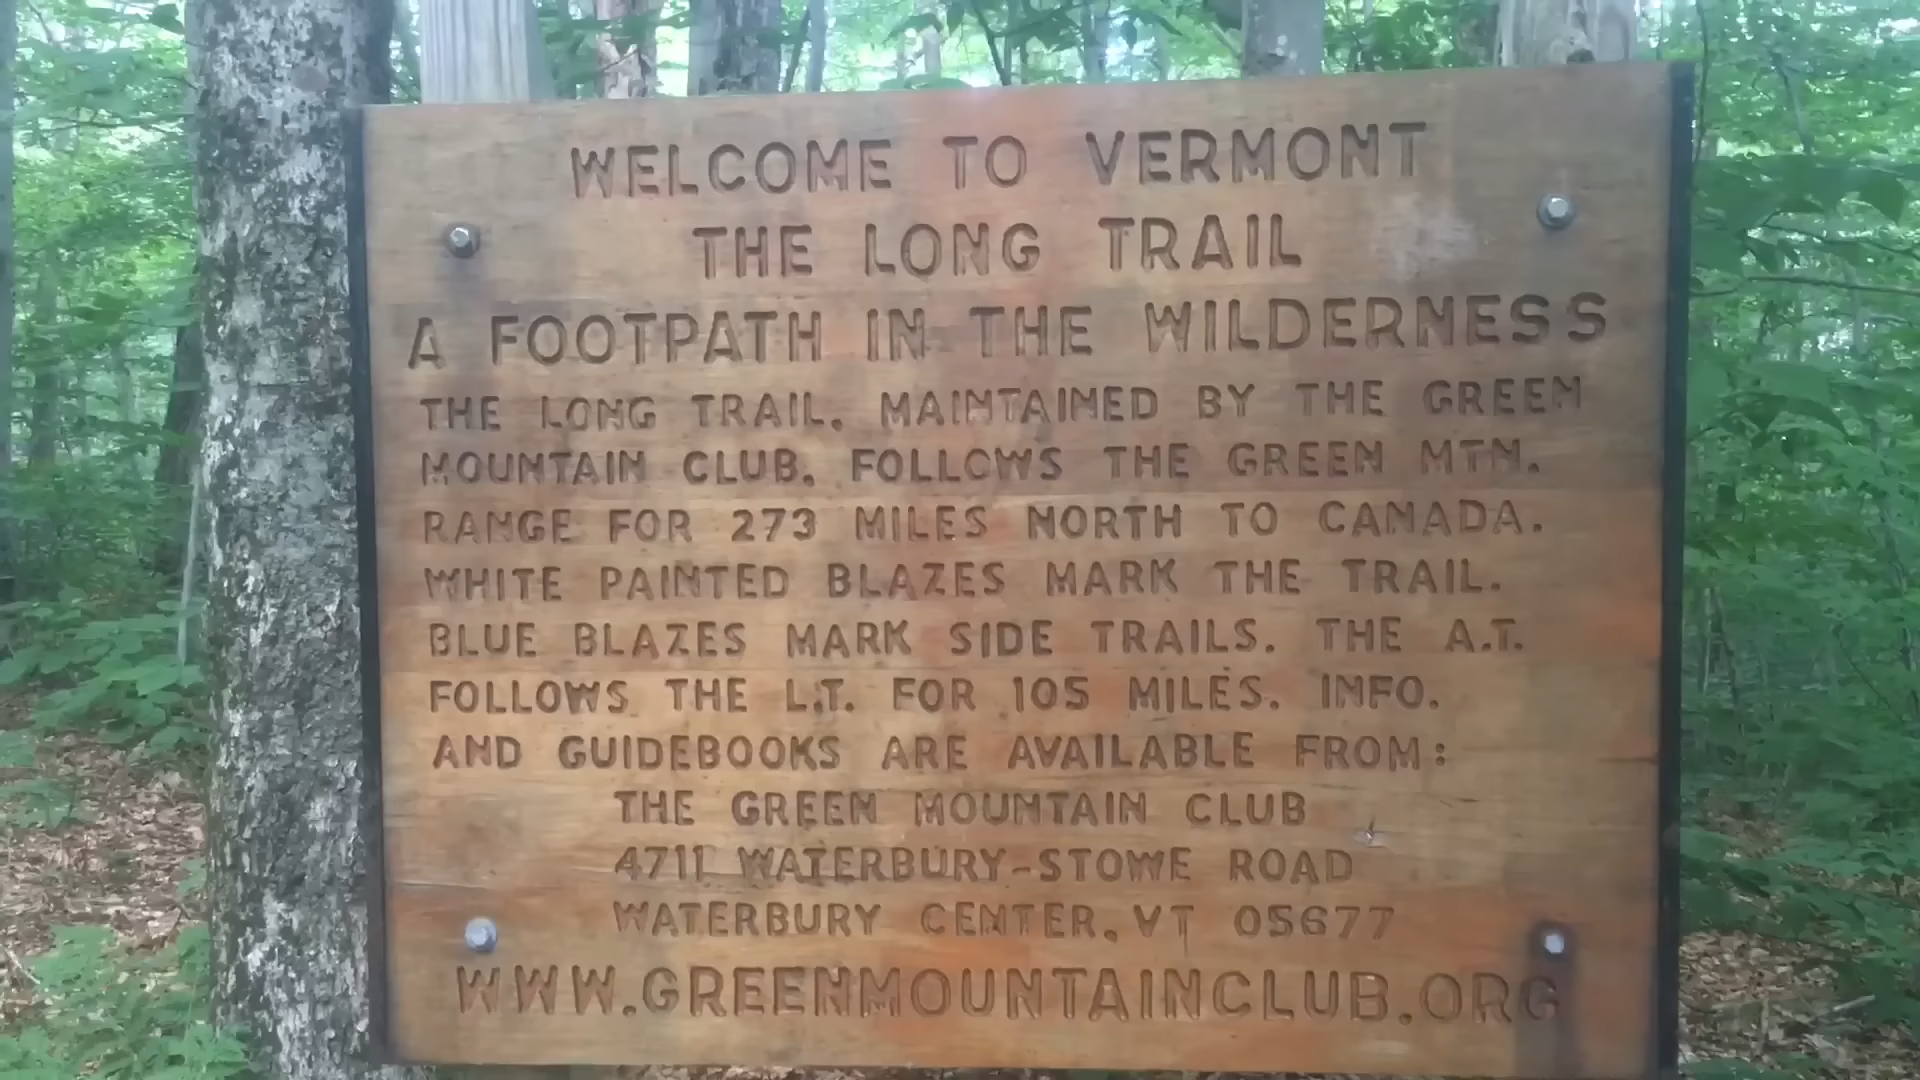 WELCOME TO VERMONT
THE LONG TRAIL
A FOOTPATH IN THE WILDERNESS
THE LONG TRAIL, MAINTAINED BY THE GREEN
MOUNTAIN CLUB, FOLLOWS THE GREEN MTN.
RANGE FOR 273 MILES NORTH TO CANADA.
WHITE PAINTED BLAZES MARK THE TRAIL.
BLUE BLAZES MARK SIDE TRAILS. THE A.T.
FOLLOWS THE L.T. FOR 105 MILES. INFO.
AND GUIDEBOOKS ARE AVAILABLE FROM:
THE GREEN MOUNTAIN CLUB
4711 WATERBURY-STOWE ROAD
WATERBURY CENTER, VT 05677
WWW.GREENMOUNTAINCLUB.ORG